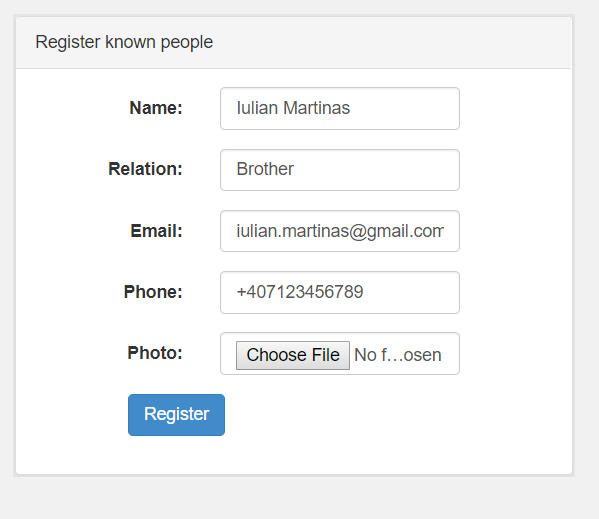 Register known people
Name: Iulian Martinas
Relation: Brother
Email: iulian.martinas@gmail.com
Phone: +407123456789
Photo: Choose File No f...osen
Register